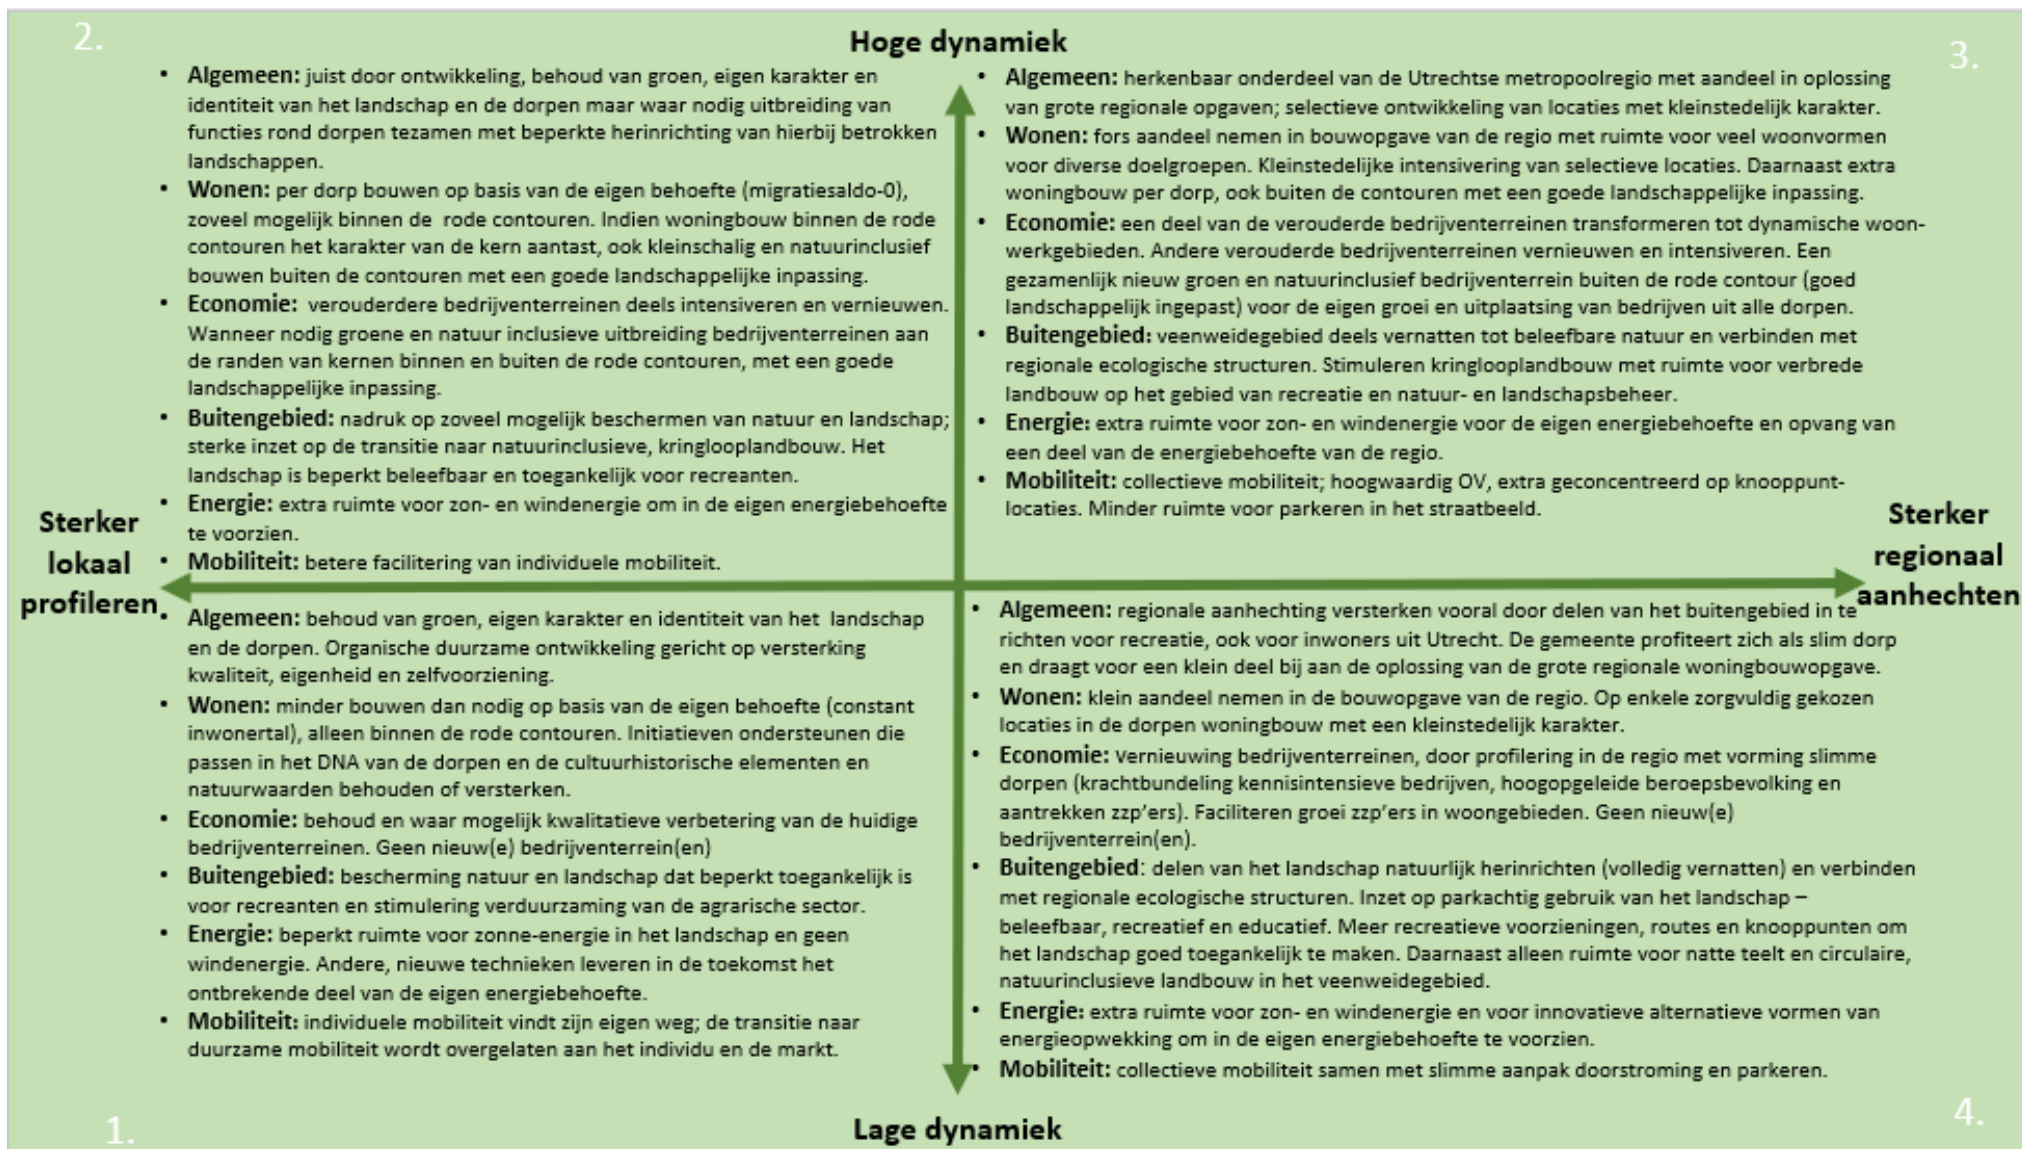 2.
Hoge dynamiek
3.
• Algemeen: juist door ontwikkeling, behoud van groen, eigen karakter en
identiteit van het landschap en de dorpen maar waar nodig uitbreiding van
functies rond dorpen tezamen met beperkte herinrichting van hierbij betrokken
landschappen.
• Wonen: per dorp bouwen op basis van de eigen behoefte (migratiesaldo-0),
zoveel mogelijk binnen de rode contouren. Indien woningbouw binnen de rode
contouren het karakter van de kern aantast, ook kleinschalig en natuurinclusief
bouwen buiten de contouren met een goede landschappelijke inpassing.
• Economie: verouderdere bedrijventerreinen deels intensiveren en vernieuwen.
Wanneer nodig groene en natuur inclusieve uitbreiding bedrijventerreinen aan
de randen van kernen binnen en buiten de rode contouren, met een goede
landschappelijke inpassing.
• Buitengebied: nadruk op zoveel mogelijk beschermen van natuur en landschap;
sterke inzet op de transitie naar natuurinclusieve, kringlooplandbouw. Het
landschap is beperkt beleefbaar en toegankelijk voor recreanten.
• Energie: extra ruimte voor zon- en windenergie om in de eigen energiebehoefte
te voorzien.
• Mobiliteit: betere facilitering van individuele mobiliteit.
• Algemeen: herkenbaar onderdeel van de Utrechtse metropoolregio met aandeel in oplossing
van grote regionale opgaven; selectieve ontwikkeling van locaties met kleinstedelijk karakter.
• Wonen: fors aandeel nemen in bouwopgave van de regio met ruimte voor veel woonvormen
voor diverse doelgroepen. Kleinstedelijke intensivering van selectieve locaties. Daarnaast extra
woningbouw per dorp, ook buiten de contouren met een goede landschappelijke inpassing.
• Economie: een deel van de verouderde bedrijventerreinen transformeren tot dynamische woon-
werkgebieden. Andere verouderde bedrijventerreinen vernieuwen en intensiveren. Een
gezamenlijk nieuw groen en natuurinclusief bedrijventerrein buiten de rode contour (goed
landschappelijk ingepast) voor de eigen groei en uitplaatsing van bedrijven uit alle dorpen.
• Buitengebied: veenweidegebied deels vernatten tot beleefbare natuur en verbinden met
regionale ecologische structuren. Stimuleren kringlooplandbouw met ruimte voor verbrede
landbouw op het gebied van recreatie en natuur- en landschapsbeheer.
• Energie: extra ruimte voor zon- en windenergie voor de eigen energiebehoefte en opvang van
een deel van de energiebehoefte van de regio.
• Mobiliteit: collectieve mobiliteit; hoogwaardig OV, extra geconcentreerd op knooppunt-
locaties. Minder ruimte voor parkeren in het straatbeeld.
Sterker
lokaal
profileren
Sterker
regionaal
aanhechten
• Algemeen: behoud van groen, eigen karakter en identiteit van het landschap
en de dorpen. Organische duurzame ontwikkeling gericht op versterking
kwaliteit, eigenheid en zelfvoorziening.
• Wonen: minder bouwen dan nodig op basis van de eigen behoefte (constant
inwonertal), alleen binnen de rode contouren. Initiatieven ondersteunen die
passen in het DNA van de dorpen en de cultuurhistorische elementen en
natuurwaarden behouden of versterken.
• Economie: behoud en waar mogelijk kwalitatieve verbetering van de huidige
bedrijventerreinen. Geen nieuw(e) bedrijventerrein(en)
• Buitengebied: bescherming natuur en landschap dat beperkt toegankelijk is
voor recreanten en stimulering verduurzaming van de agrarische sector.
• Energie: beperkt ruimte voor zonne-energie in het landschap en geen
windenergie. Andere, nieuwe technieken leveren in de toekomst het
ontbrekende deel van de eigen energiebehoefte.
• Mobiliteit: individuele mobiliteit vindt zijn eigen weg; de transitie naar
duurzame mobiliteit wordt overgelaten aan het individu en de markt.
• Algemeen: regionale aanhechting versterken vooral door delen van het buitengebied in te
richten voor recreatie, ook voor inwoners uit Utrecht. De gemeente profiteert zich als slim dorp
en draagt voor een klein deel bij aan de oplossing van de grote regionale woningbouwopgave.
• Wonen: klein aandeel nemen in de bouwopgave van de regio. Op enkele zorgvuldig gekozen
locaties in de dorpen woningbouw met een kleinstedelijk karakter.
• Economie: Vernieuwing bedrijventerreinen, door profilering in de regio met vorming slimme
dorpen (krachtbundeling kennisintensieve bedrijven, hoogopgeleide beroepsbevolking en
aantrekken zzp'ers). Faciliteren groei zzp'ers in woongebieden. Geen nieuw(e)
bedrijventerrein(en).
• Buitengebied: delen van het landschap natuurlijk herinrichten (volledig vernatten) en verbinden
met regionale ecologische structuren. Inzet op parkachtig gebruik van het landschap –
beleefbaar, recreatief en educatief. Meer recreatieve voorzieningen, routes en knooppunten om
het landschap goed toegankelijk te maken. Daarnaast alleen ruimte voor natte teelt en circulaire,
natuurinclusieve landbouw in het veenweidegebied.
• Energie: extra ruimte voor zon- en windenergie en voor innovatieve alternatieve vormen van
energieopwekking om in de eigen energiebehoefte te voorzien.
• Mobiliteit: collectieve mobiliteit samen met slimme aanpak doorstroming en parkeren.
1.
Lage dynamiek
4.